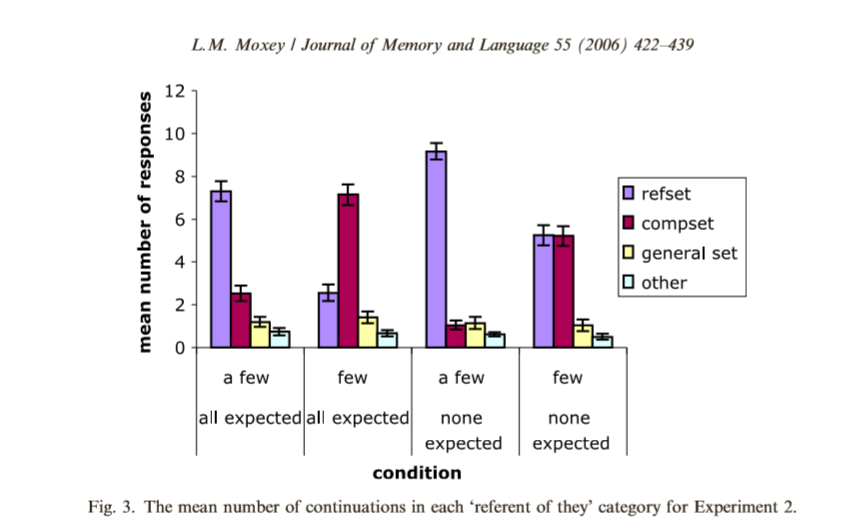 L.M. Moxey / Journal of Memory and Language 55 (2006) 422–439
mean number of responses
12
10
8
6
4
2
0
refset
compset
general set
other
a few
few
a few
few
all expected
all expected
none
expected
none
expected
condition
Fig. 3. The mean number of continuations in each ‘referent of they’ category for Experiment 2.